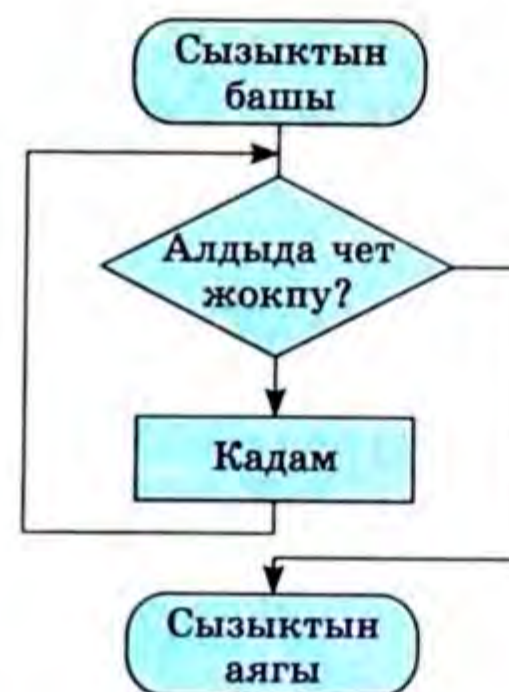 Сызыктын
башы
Алдыда чет
жокпу?
Кадам
Сызыктын
аягы